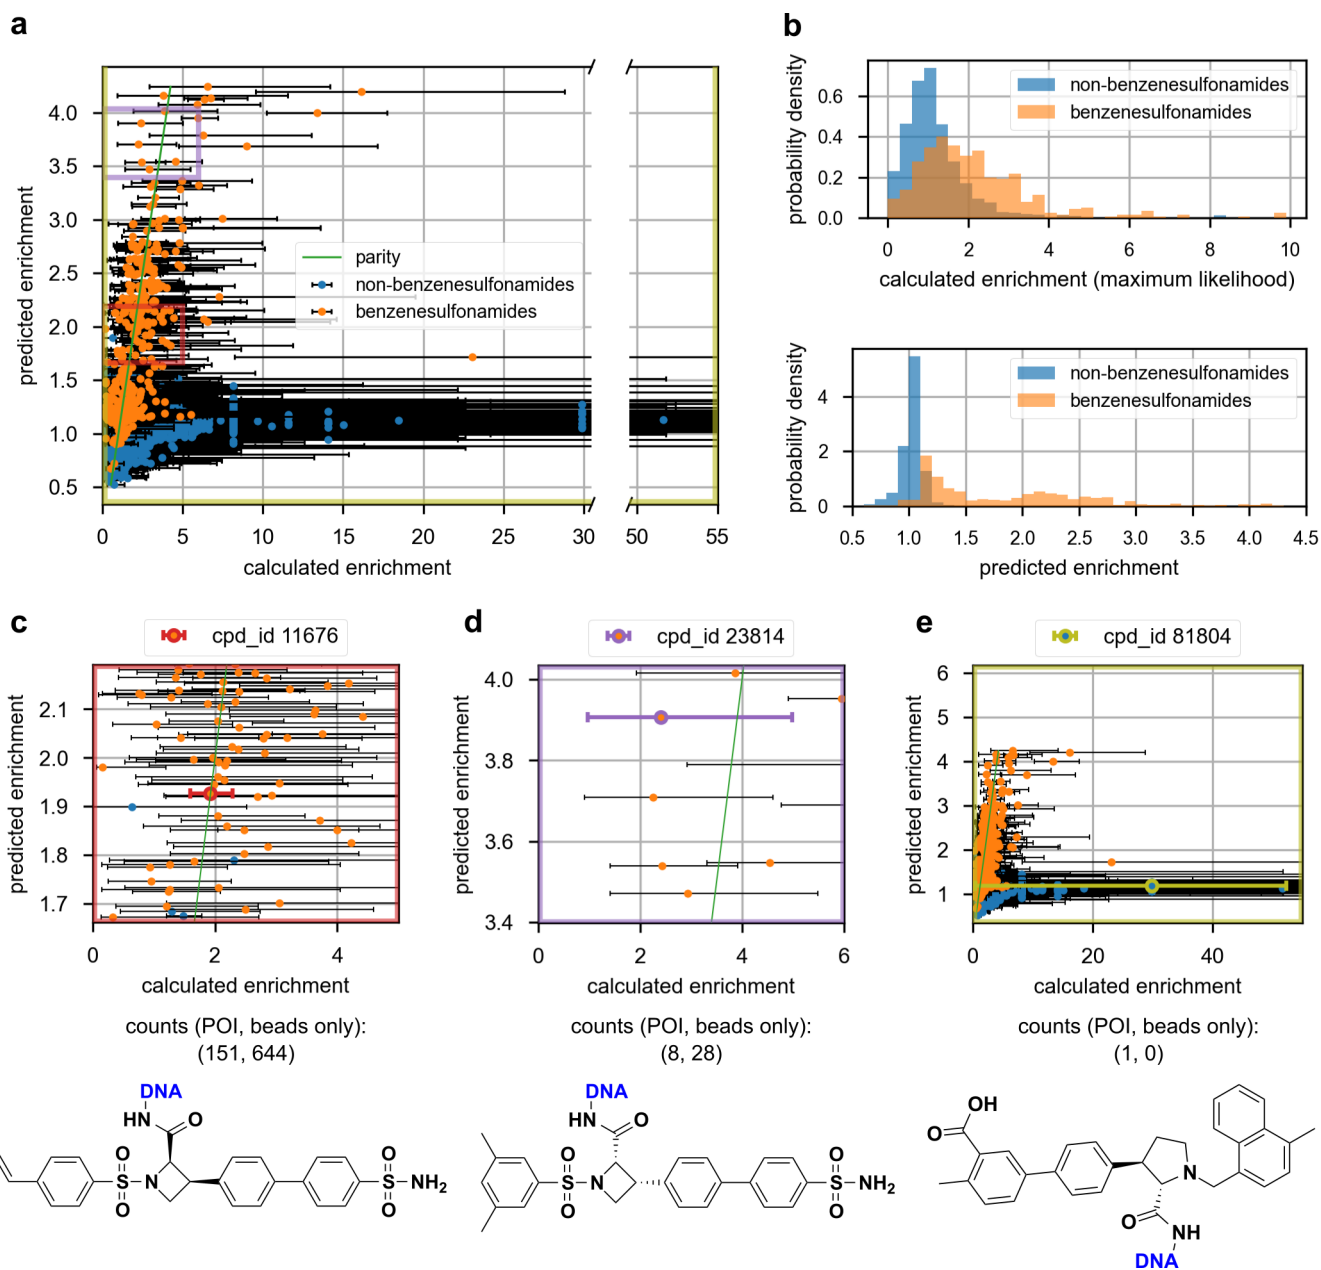 a
predicted enrichment
4.0
3.5
3.0
2.5
2.0
1.5
1.0
0.5
0
5
10
15
20
25
30
50
55
calculated enrichment
parity
non-benzenesulfonamides
benzenesulfonamides
b
probability density
0.6
0.4
0.2
0.0
0
2
4
6
8
10
non-benzenesulfonamides
benzenesulfonamides
calculated enrichment (maximum likelihood)
probability density
4
2
0
0.5
1.0
1.5
2.0
2.5
3.0
3.5
4.0
4.5
non-benzenesulfonamides
benzenesulfonamides
predicted enrichment
c
cpd_id 11676
predicted enrichment
2.1
2.0
1.9
1.8
1.7
0
2
4
calculated enrichment
counts (POI, beads only):
(151, 644)
DNA
HN
O
O
S
O
N
O
S
NH2
O
d
cpd_id 23814
predicted enrichment
4.0
3.8
3.6
3.4
0
2
4
6
calculated enrichment
counts (POI, beads only):
(8, 28)
DNA
HN
O
O
S
O
N
O
S
NH2
O
e
cpd_id 81804
predicted enrichment
6
5
4
3
2
1
0
20
40
calculated enrichment
counts (POI, beads only):
(1, 0)
OH
O
N
O
NH
DNA